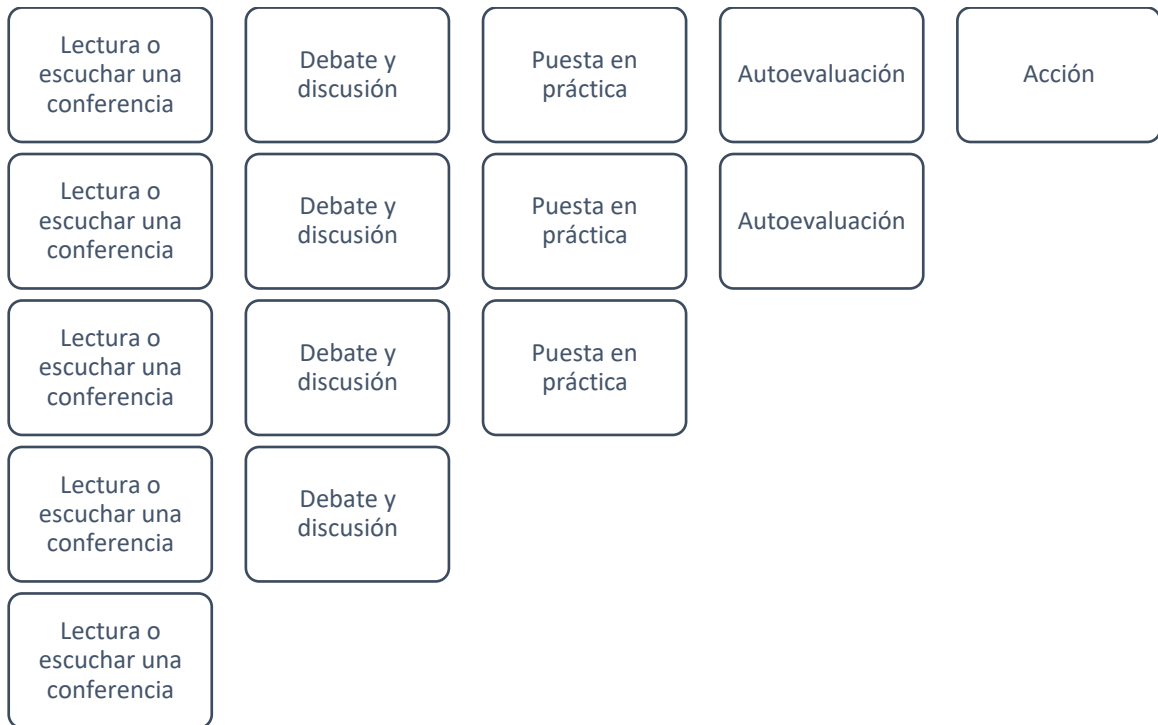 Lectura o
escuchar una
conferencia
Debate y
discusión
Puesta en
práctica
Autoevaluación
Acción
Lectura o
escuchar una
conferencia
Debate y
discusión
Puesta en
práctica
Autoevaluación
Lectura o
escuchar una
conferencia
Debate y
discusión
Puesta en
práctica
Lectura o
escuchar una
conferencia
Debate y
discusión
Lectura o
escuchar una
conferencia